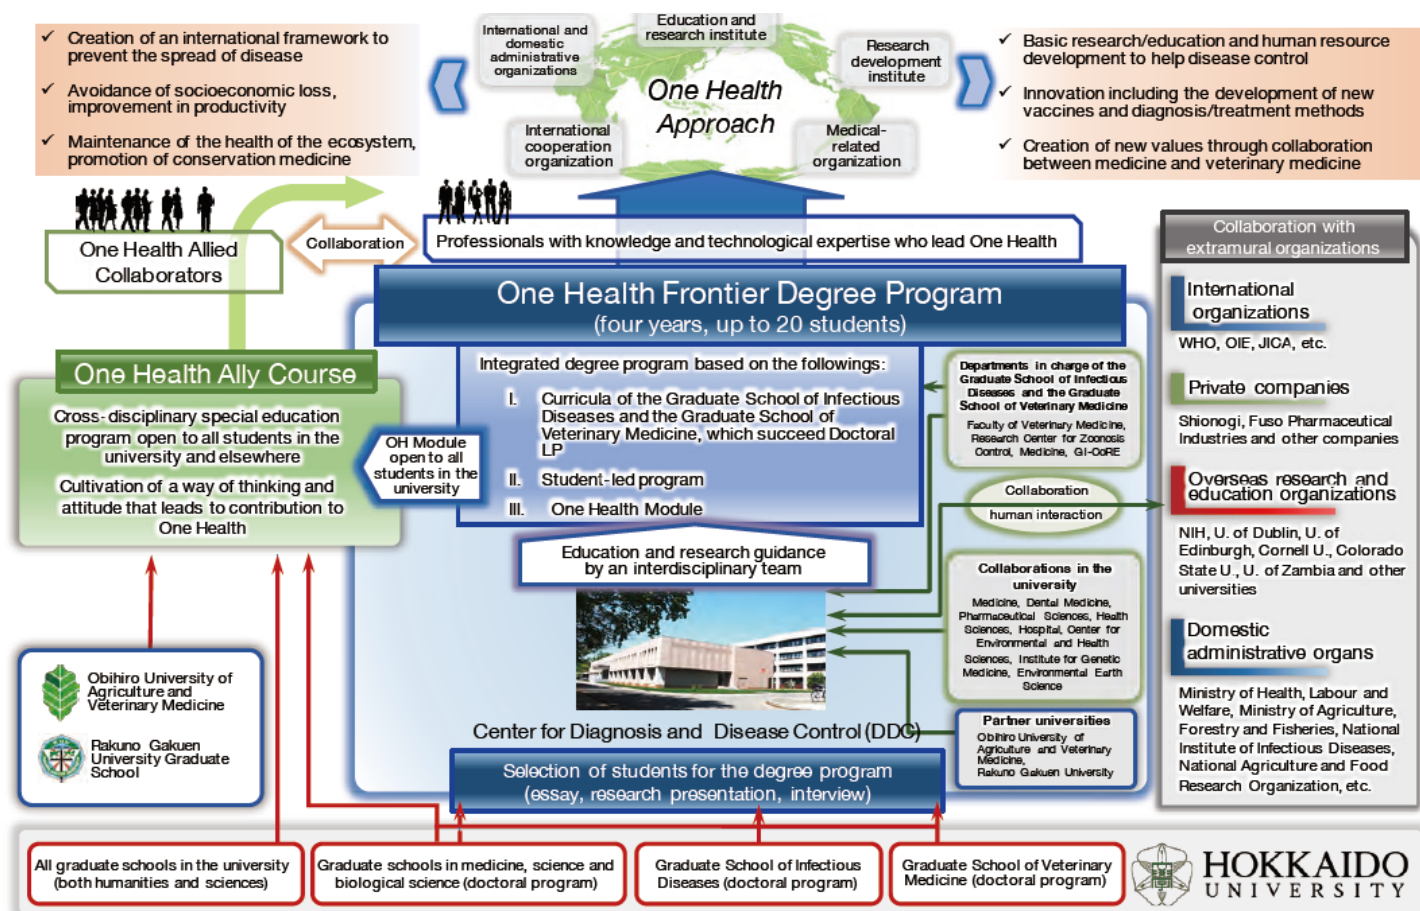 ✓ Creation of an international framework to
prevent the spread of disease
✓ Avoidance of socioeconomic loss,
improvement in productivity
✓ Maintenance of the health of the ecosystem,
promotion of conservation medicine
International and
domestic
administrative
organizations
Education and
research institute
Research
development
institute
One Health
Approach
International
cooperation
organization
Medical-
related
organization
✓ Basic research/education and human resource
development to help disease control
✓ Innovation including the development of new
vaccines and diagnosis/treatment methods
✓ Creation of new values through collaboration
between medicine and veterinary medicine
One Health Allied
Collaborators
Collaboration
Professionals with knowledge and technological expertise who lead One Health
One Health Frontier Degree Program
(four years, up to 20 students)
One Health Ally Course
Cross-disciplinary special education
program open to all students in the
university and elsewhere
Cultivation of a way of thinking and
attitude that leads to contribution to
One Health
OH Module
open to all
students in the
university
Integrated degree program based on the followings:
I. Curricula of the Graduate School of Infectious
Diseases and the Graduate School of
Veterinary Medicine, which succeed Doctoral
LP
II. Student-led program
III. One Health Module
Education and research guidance
by an interdisciplinary team
Center for Diagnosis and Disease Control (DDC)
Selection of students for the degree program
(essay, research presentation, interview)
Departments in charge of the
Graduate School of Infectious
Diseases and the Graduate
School of Veterinary Medicine
Faculty of Veterinary Medicine,
Research Center for Zoonosis
Control, Medicine, GI-CoRE
Collaboration
human interaction
Collaborations in the
university
Medicine, Dental Medicine,
Pharmaceutical Sciences, Health
Sciences, Hospital, Center for
Environmental and Health
Sciences, Institute for Genetic
Medicine, Environmental Earth
Science
Partner universities
Obihiro University of
Agriculture and Veterinary
Medicine,
Rakuno Gakuen University
Collaboration with
extramural organizations
International
organizations
WHO, OIE, JICA, etc.
Private companies
Shionogi, Fuso Pharmaceutical
Industries and other companies
Overseas research and
education organizations
NIH, U. of Dublin, U. of
Edinburgh, Cornell U., Colorado
State U., U. of Zambia and other
universities
Domestic
administrative organs
Ministry of Health, Labour and
Welfare, Ministry of Agriculture,
Forestry and Fisheries, National
Institute of Infectious Diseases,
National Agriculture and Food
Research Organization, etc.
Obihiro University of
Agriculture and
Veterinary Medicine
Rakuno Gakuen
University Graduate
School
All graduate schools in the university
(both humanities and sciences)
Graduate schools in medicine, science and
biological science (doctoral program)
Graduate School of Infectious
Diseases (doctoral program)
Graduate School of Veterinary
Medicine (doctoral program)
HOKKAIDO
UNIVERSITY